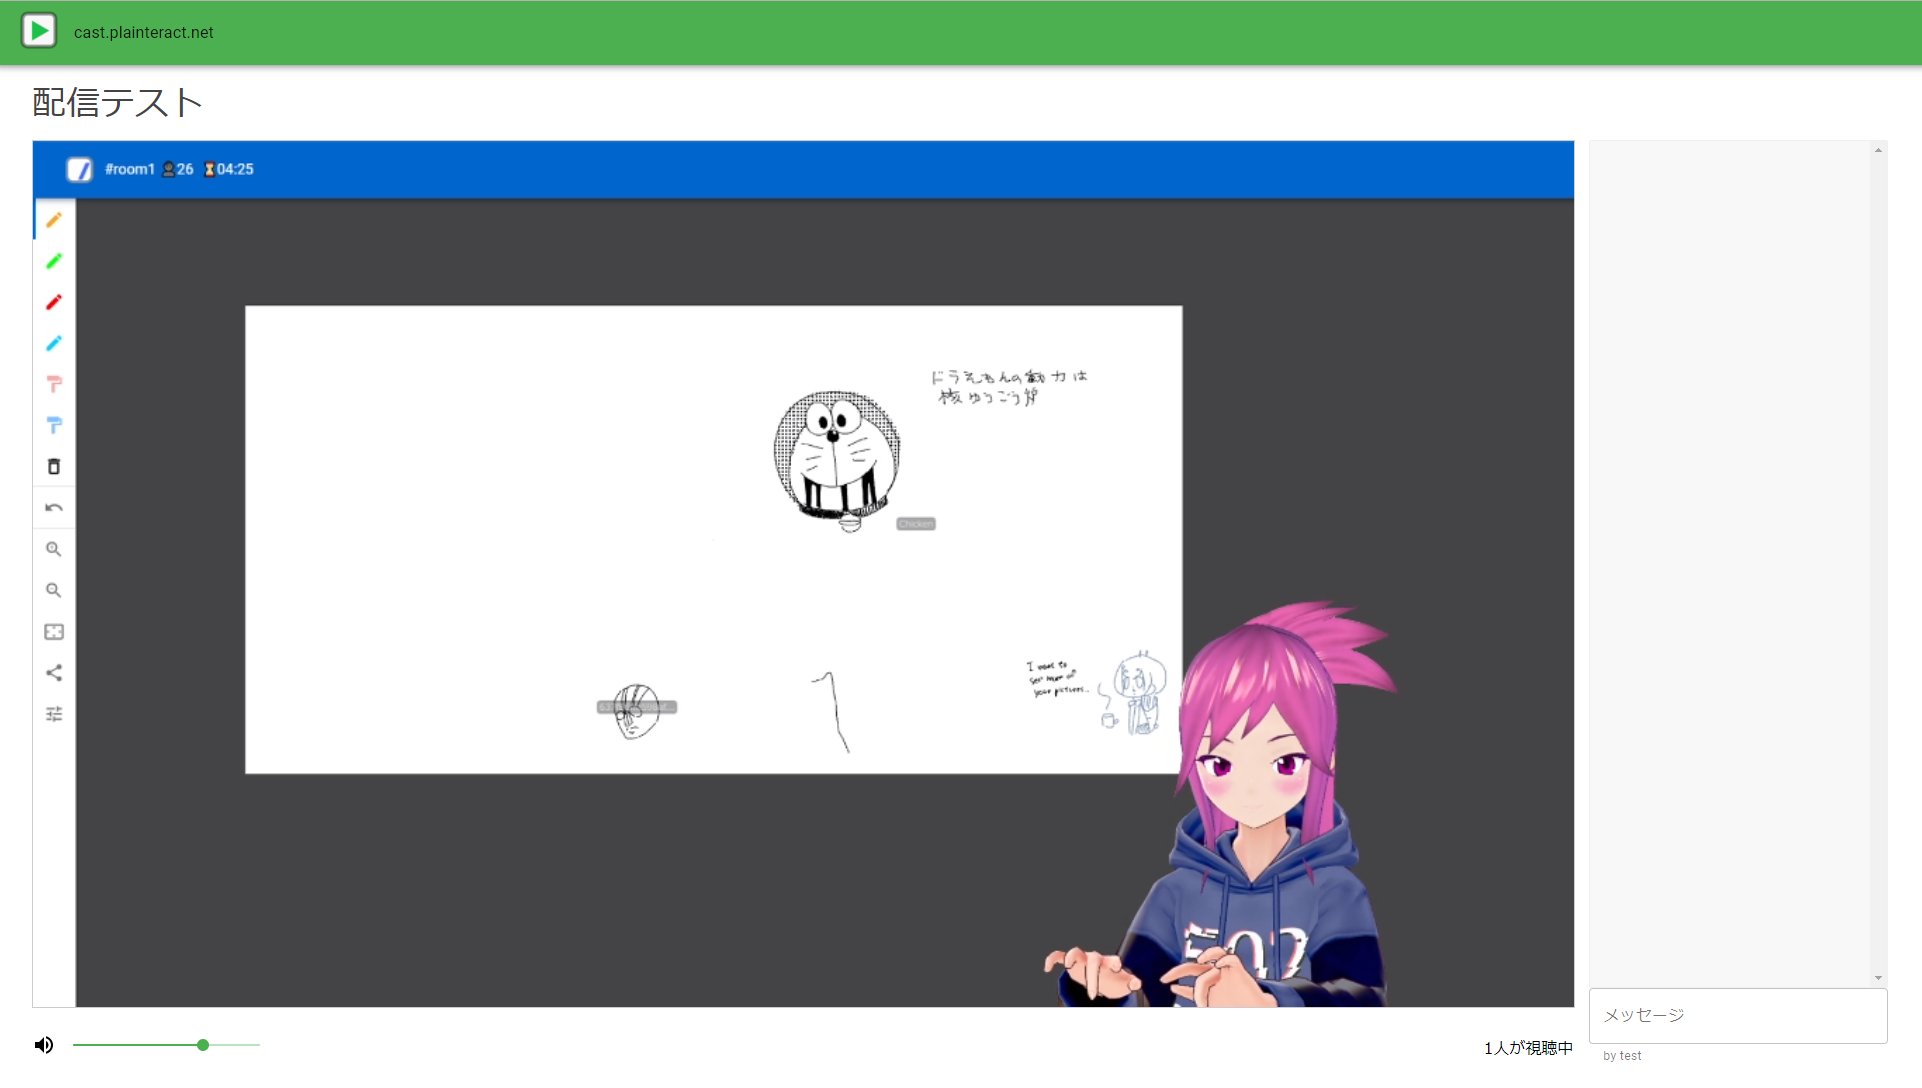 cast.plainteract.net
配信テスト
#room1 26 04:25
ドラえもんの動力は
核ゆうごう炉
Chicken
I want to
see more of
your pictures..
メッセージ
1人が視聴中
by test